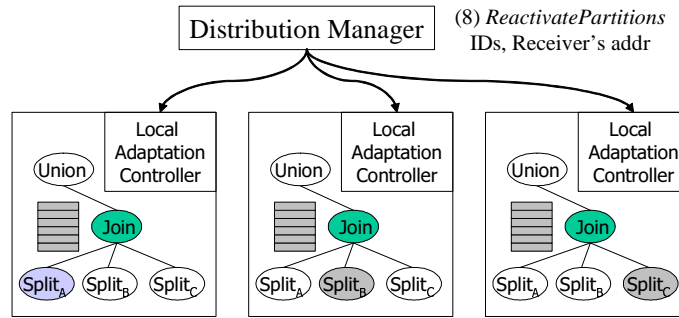 Distribution Manager
(8) ReactivatePartitions
IDs, Receiver's addr
Local
Adaptation
Controller
Union
Join
SplitA
SplitB
SplitC
Local
Adaptation
Controller
Union
Join
SplitA
SplitB
SplitC
Local
Adaptation
Controller
Union
Join
SplitA
SplitB
SplitC